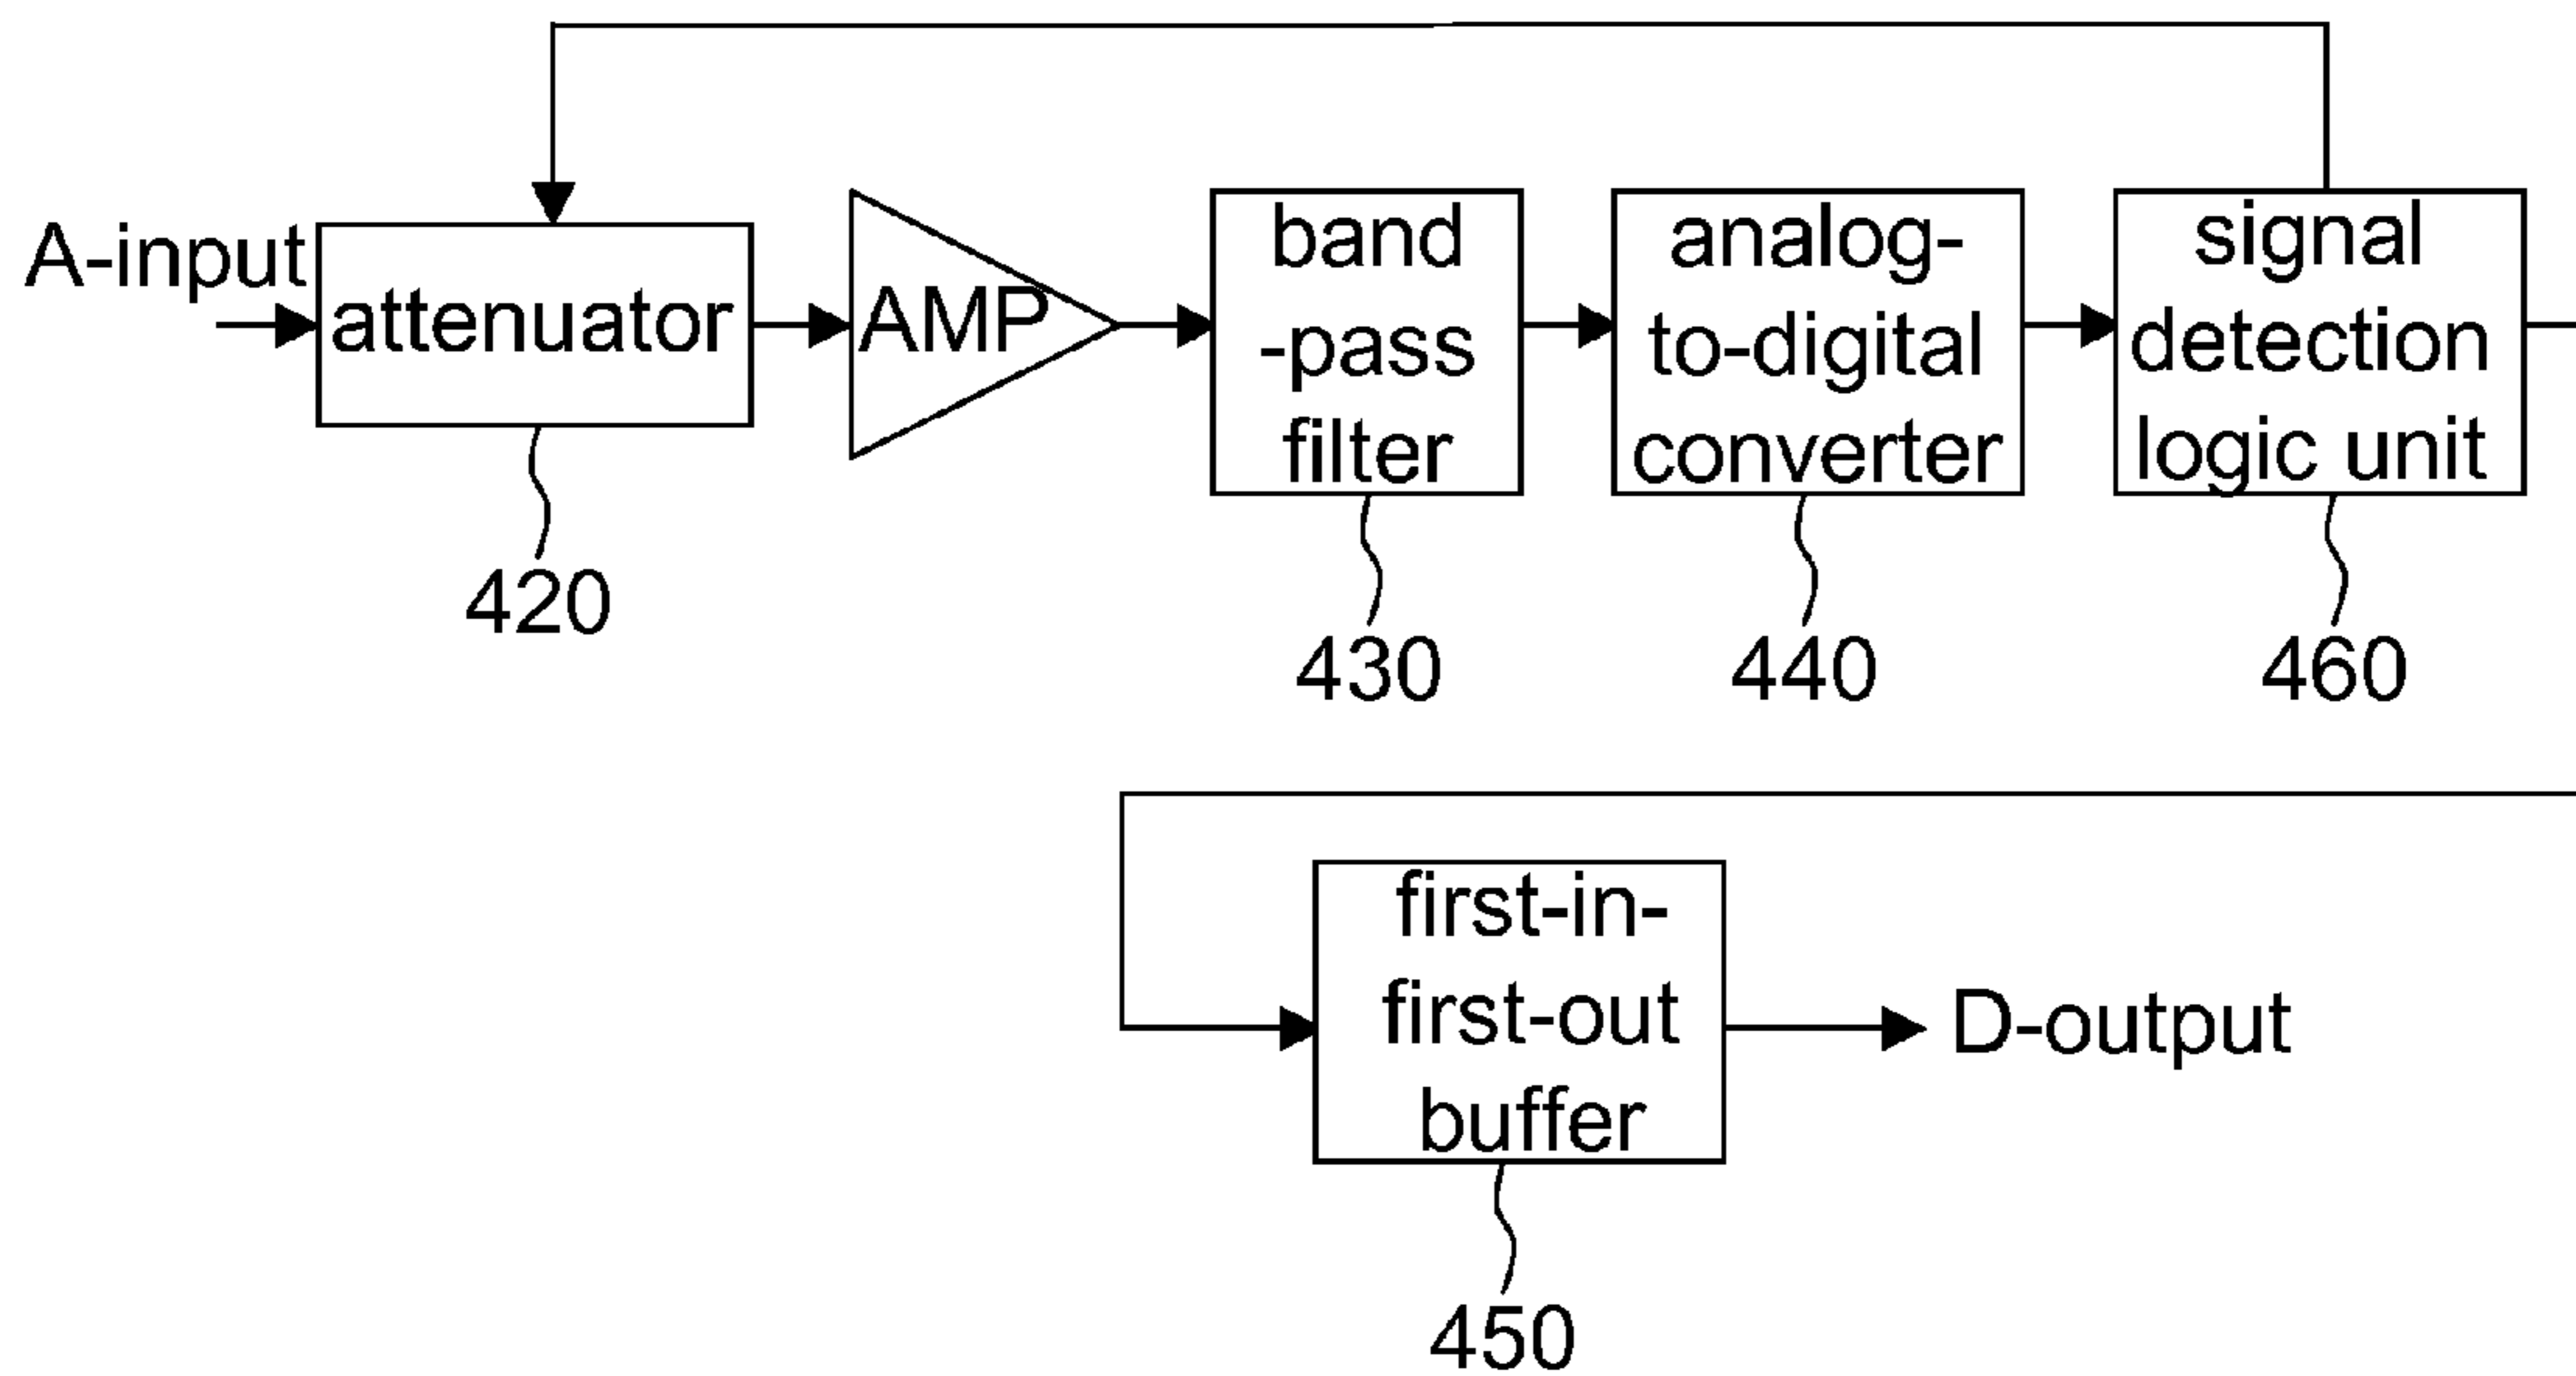 A-input
attenuator
AMP
band
-pass
filter
analog-
to-digital
converter
signal
detection
logic unit
420
430
440
460
first-in-
first-out
buffer
D-output
450